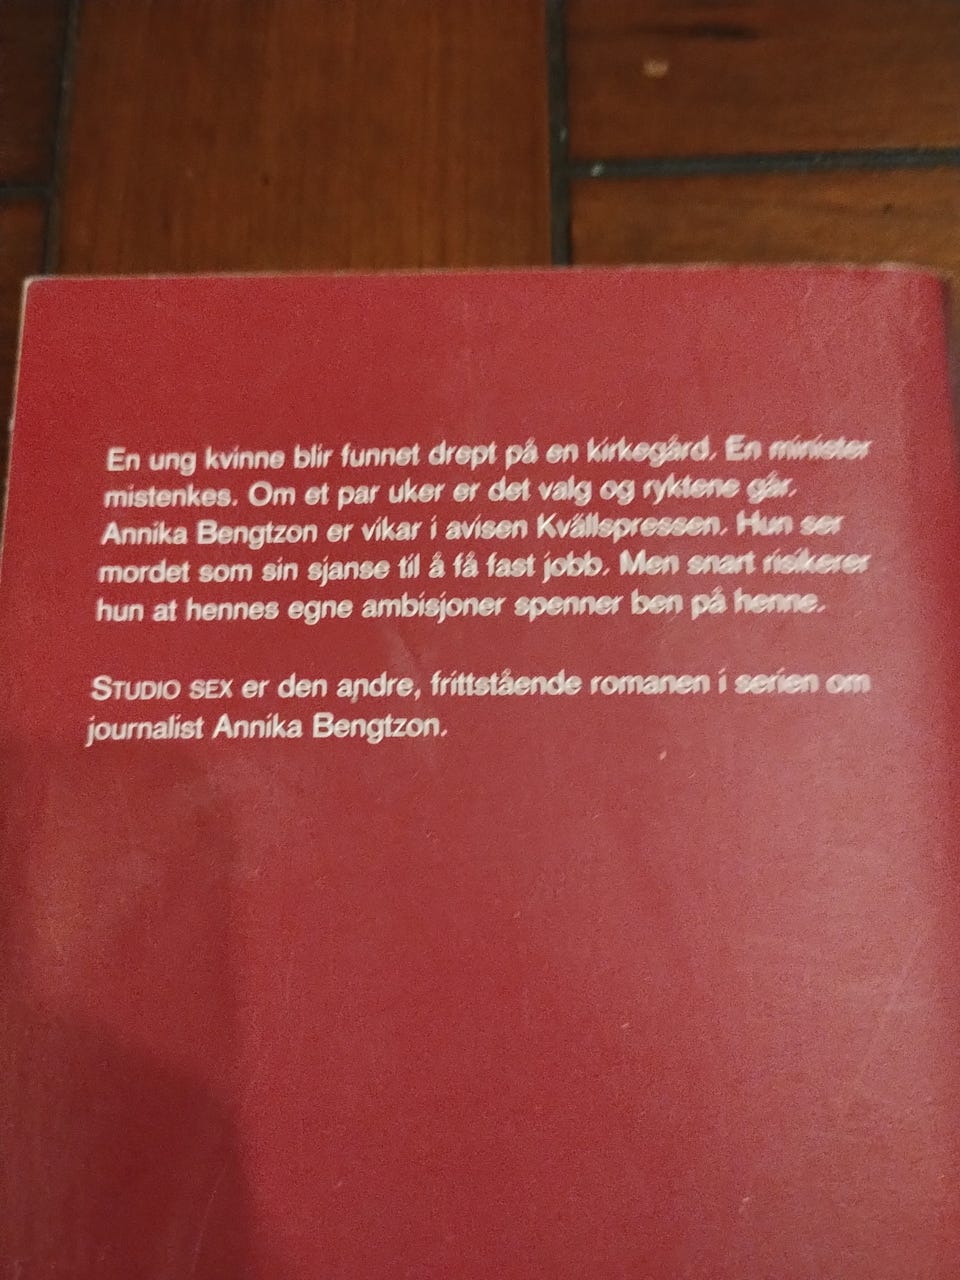 En ung kvinne blir funnet drept på en kirkegård. En minister
mistenkes. Om et par uker er det valg og ryktene går.
Annika Bengtzon er vikar i avisen Kvällspressen. Hun ser
mordet som sin sjanse til å få fast jobb. Men snart risikerer
hun at hennes egne ambisjoner spenner ben på henne.
STUDIO SEX er den andre, frittstående romanen i serien om
journalist Annika Bengtzon.